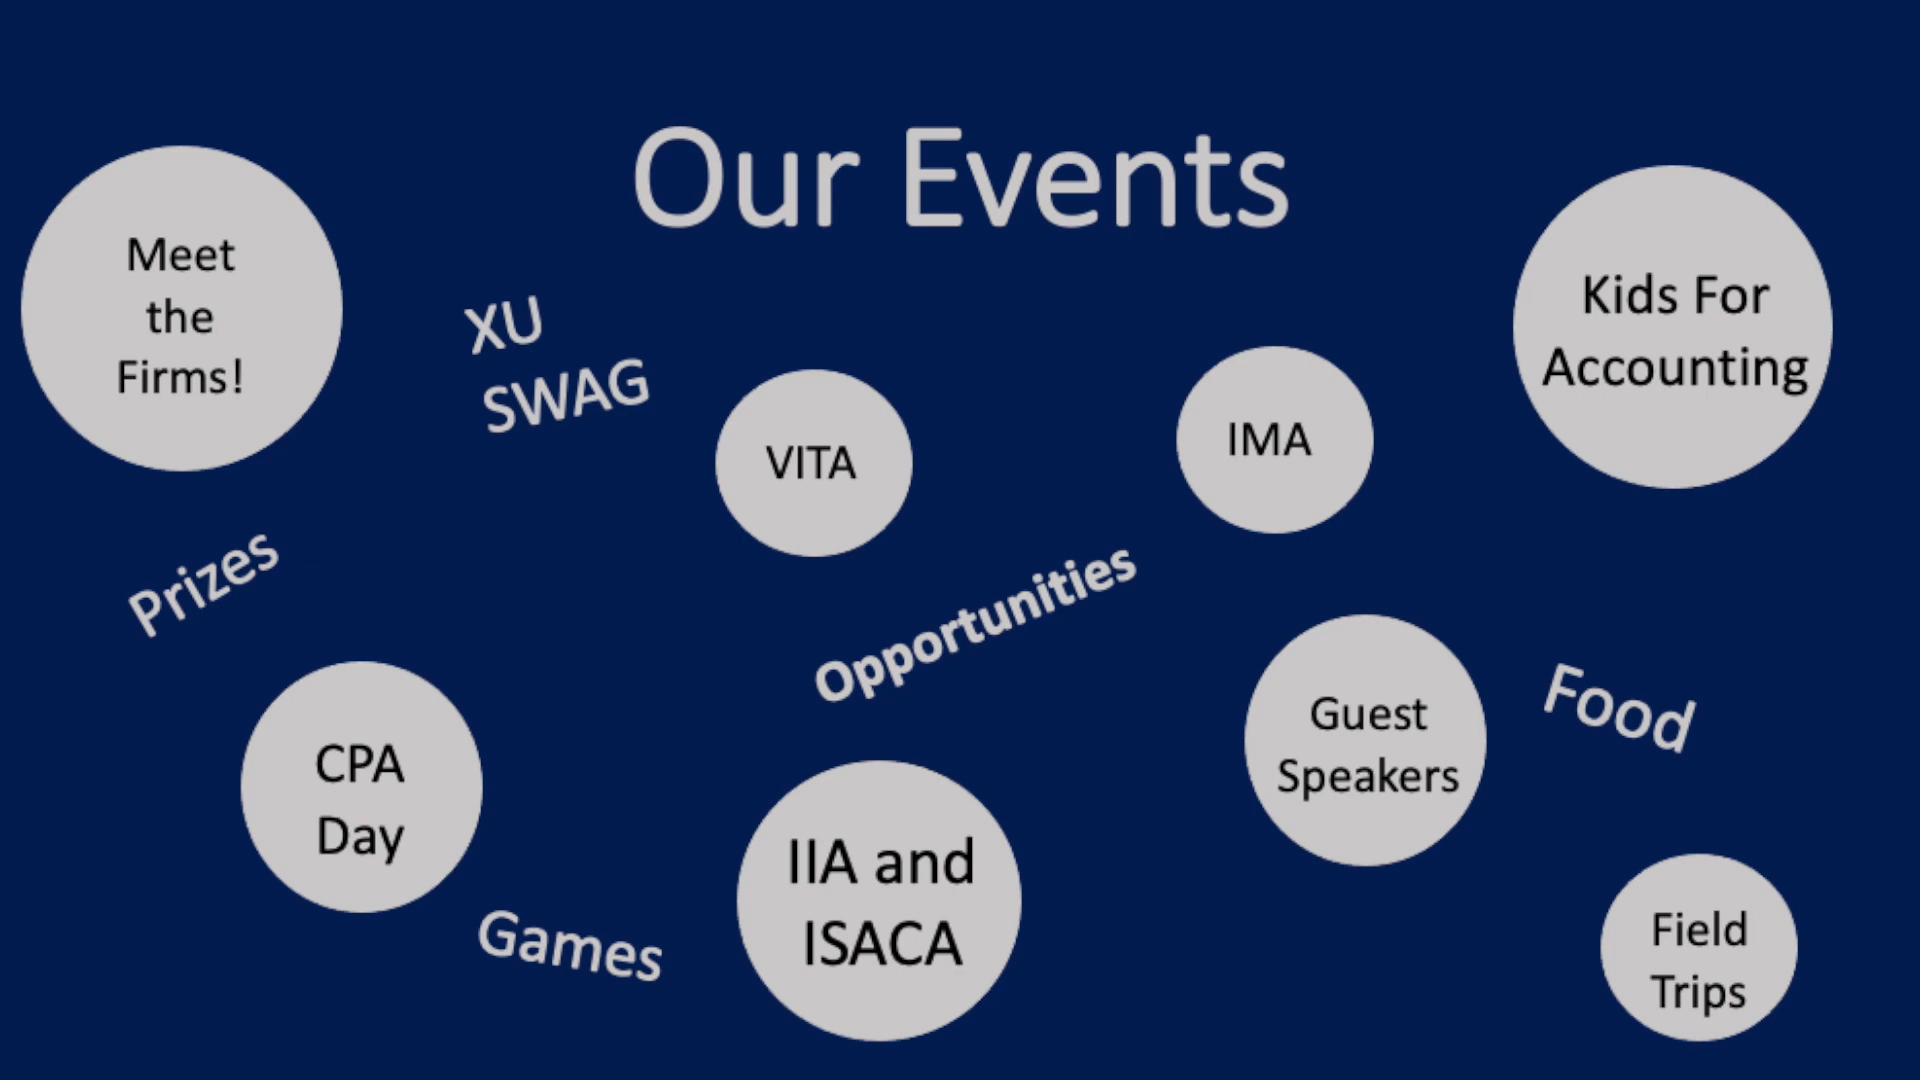 Our Events
Meet
the
Firms!
XU
SWAG
VITA
IMA
Kids For
Accounting
Prizes
Opportunities
CPA
Day
Games
IIA and
ISACA
Guest
Speakers
Food
Field
Trips